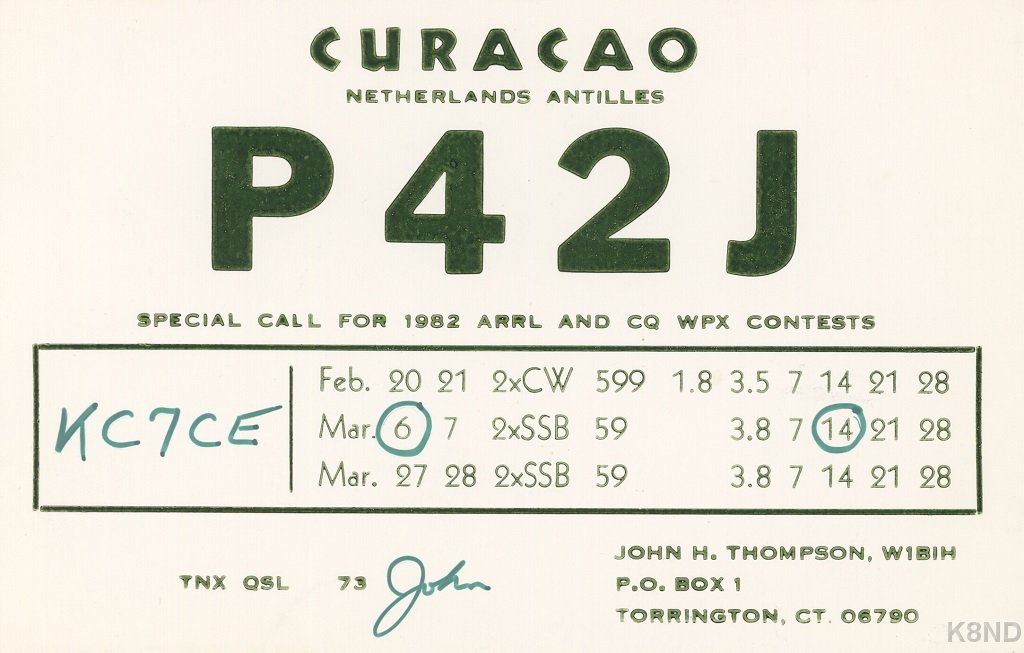 CURACAO
NETHERLANDS ANTILLES
P42J
SPECIAL CALL FOR 1982 ARRL AND CQ WPX CONTESTS
KC7CE
Feb. 20 21 2xCW 599 1.8 3.5 7 14 21 28
Mar. 6 7 2xSSB 59 3.8 7 14 21 28
Mar. 27 28 2xSSB 59 3.8 7 14 21 28
TNX QSL 73 John
JOHN H. THOMPSON, W1BIH
P.O. BOX 1
TORRINGTON, CT. 06790
K8ND